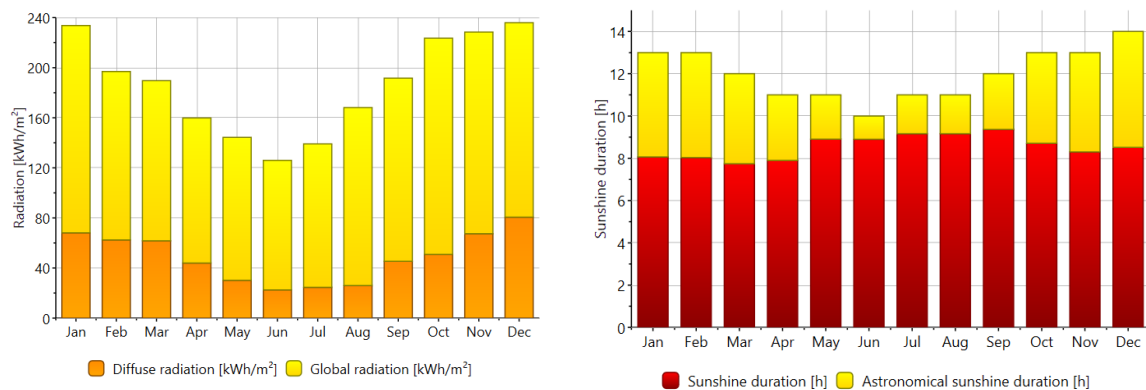 Radiation [kWh/m²]
240
200
160
120
80
40
0
Jan Feb Mar Apr May Jun Jul Aug Sep Oct Nov Dec
Diffuse radiation [kWh/m²] Global radiation [kWh/m²]
Sunshine duration [h]
14
12
10
8
6
4
2
0
Jan Feb Mar Apr May Jun Jul Aug Sep Oct Nov Dec
Sunshine duration [h] Astronomical sunshine duration [h]